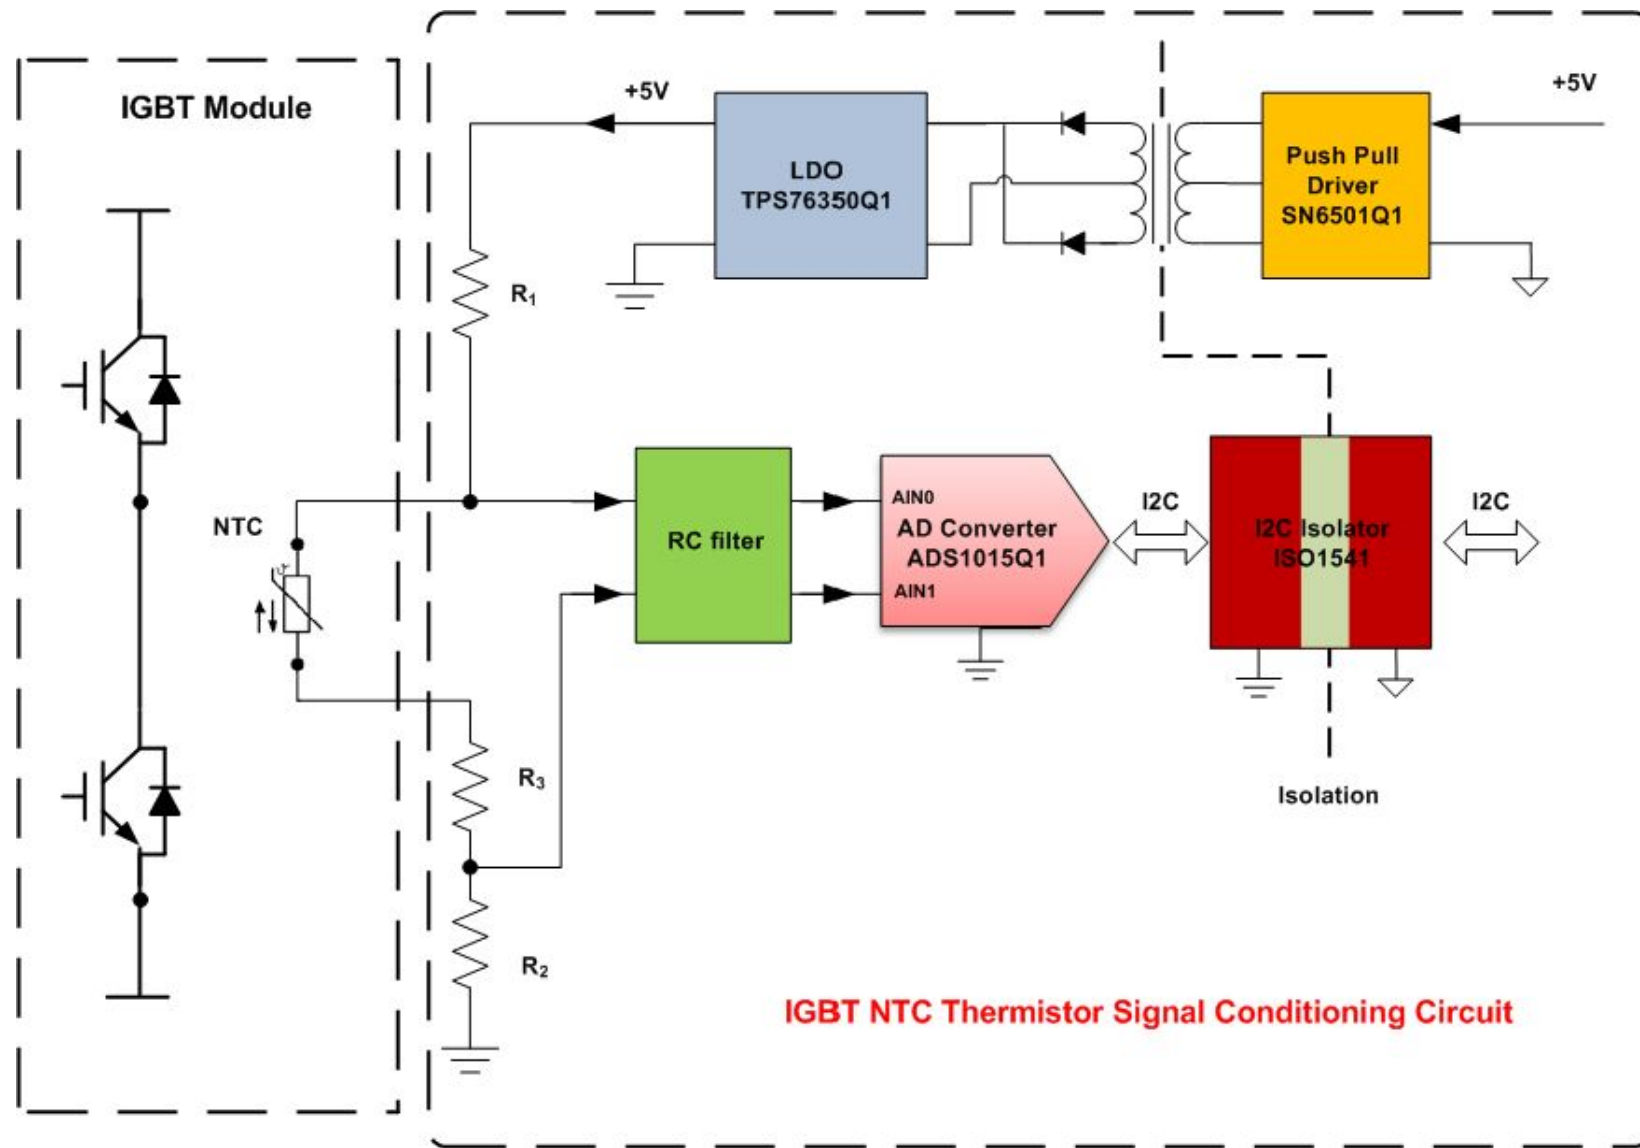 IGBT Module
+5V
LDO
TPS76350Q1
+5V
Push Pull
Driver
SN6501Q1
R1
NTC
RC filter
AIN0
AD Converter
ADS1015Q1
AIN1
I2C
I2C Isolator
ISO1541
I2C
R3
Isolation
R2
IGBT NTC Thermistor Signal Conditioning Circuit